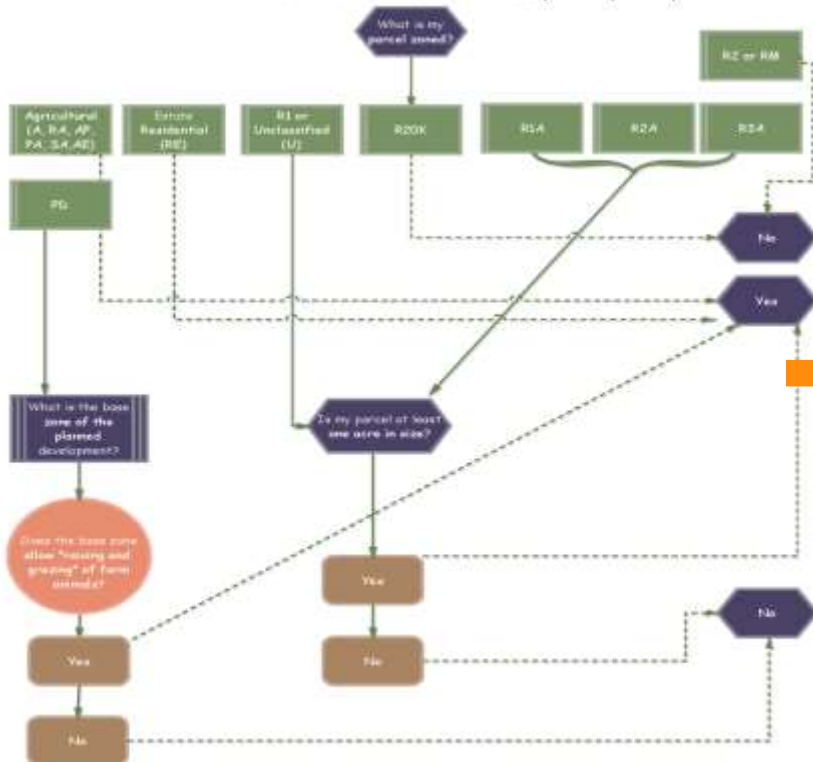 What is my
parcel zoned?
R2 or RM
Agricultural
(A, RA, AP,
PA, SA, AE)
Estate
Residential
(RE)
R1 or
Unclassified
(U)
R1A
R2A
R3A
PD
No
Yes
What is the base
zone of the
planned
development?
Is my parcel at least
one acre in size?
Does the base zone
allow "raising and
grazing" of farm
animals?
Yes
No
No
Yes
No